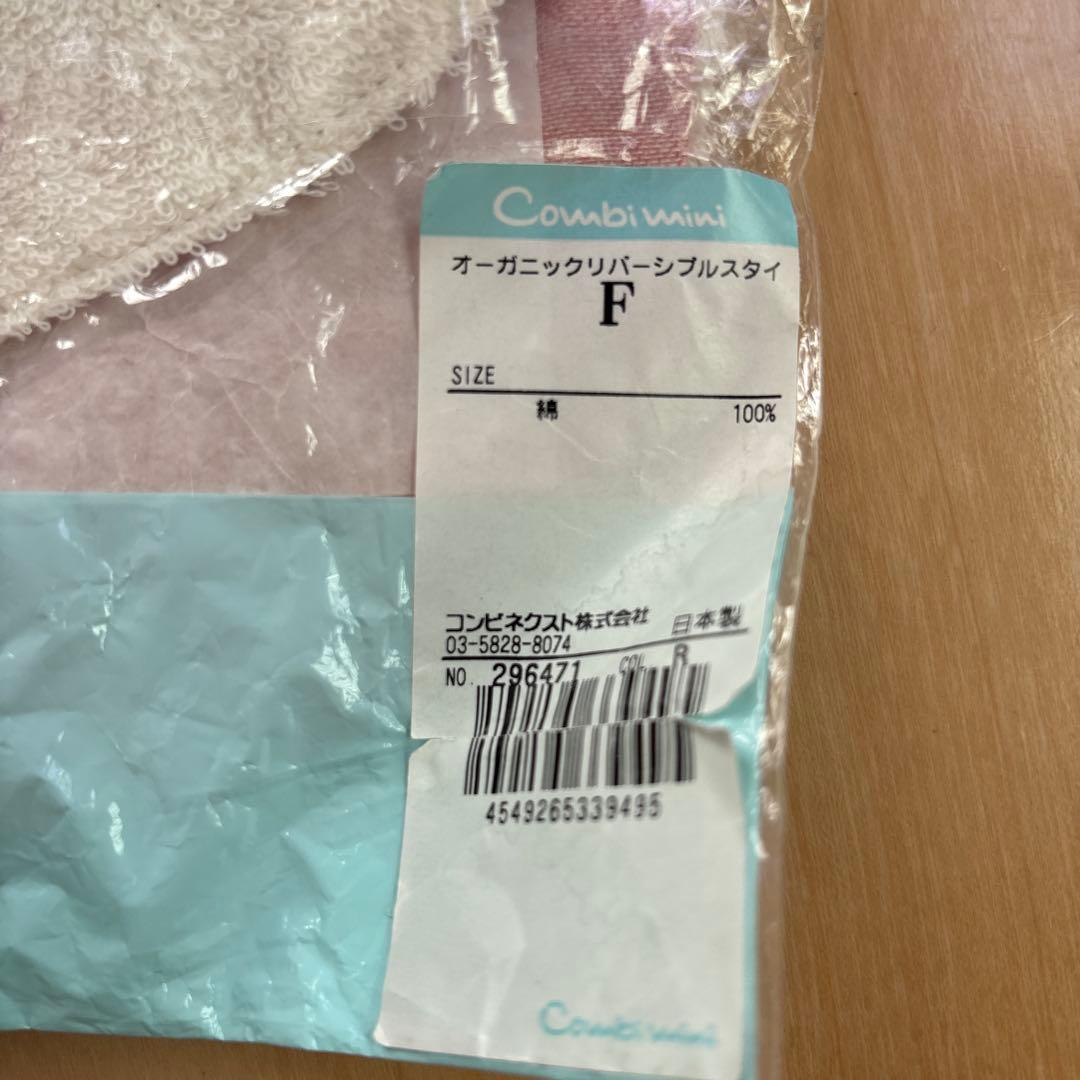 Combi mini
オーガニックリバーシブルスタイ
F
SIZE
綿 100%
コンビネクスト株式会社 日本製
03-5828-8074
NO. 296471 COL R
4549265339495
Combi mini